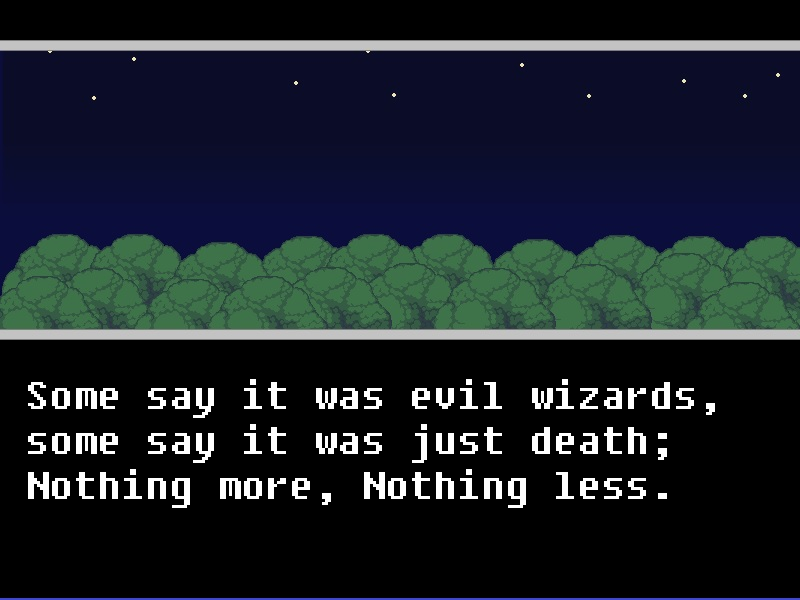 Some say it was evil wizards,
some say it was just death;
Nothing more, Nothing less.